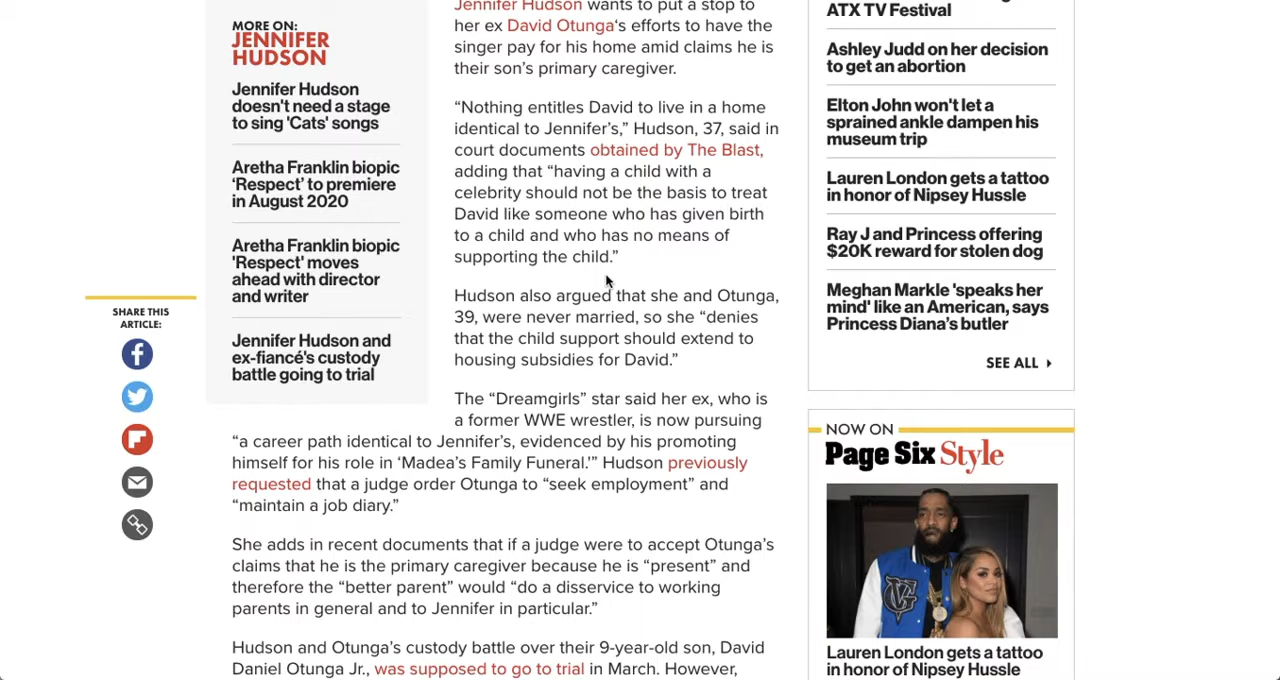 MORE ON:
JENNIFER
HUDSON
Jennifer Hudson
doesn't need a stage
to sing 'Cats' songs
Aretha Franklin biopic
‘Respect’ to premiere
in August 2020
Aretha Franklin biopic
'Respect' moves
ahead with director
and writer
Jennifer Hudson and
ex-fiancé's custody
battle going to trial
SHARE THIS
ARTICLE:
Jennifer Hudson wants to put a stop to
her ex David Otunga‘s efforts to have the
singer pay for his home amid claims he is
their son’s primary caregiver.
“Nothing entitles David to live in a home
identical to Jennifer’s,” Hudson, 37, said in
court documents obtained by The Blast,
adding that “having a child with a
celebrity should not be the basis to treat
David like someone who has given birth
to a child and who has no means of
supporting the child.”
Hudson also argued that she and Otunga,
39, were never married, so she “denies
that the child support should extend to
housing subsidies for David.”
The “Dreamgirls” star said her ex, who is
a former WWE wrestler, is now pursuing
“a career path identical to Jennifer’s, evidenced by his promoting
himself for his role in ‘Madea’s Family Funeral.’” Hudson previously
requested that a judge order Otunga to “seek employment” and
“maintain a job diary.”
She adds in recent documents that if a judge were to accept Otunga’s
claims that he is the primary caregiver because he is “present” and
therefore the “better parent” would “do a disservice to working
parents in general and to Jennifer in particular.”
Hudson and Otunga’s custody battle over their 9-year-old son, David
Daniel Otunga Jr., was supposed to go to trial in March. However,
ATX TV Festival
Ashley Judd on her decision
to get an abortion
Elton John won't let a
sprained ankle dampen his
museum trip
Lauren London gets a tattoo
in honor of Nipsey Hussle
Ray J and Princess offering
$20K reward for stolen dog
Meghan Markle 'speaks her
mind' like an American, says
Princess Diana’s butler
SEE ALL
NOW ON
Page Six Style
Lauren London gets a tattoo
in honor of Nipsey Hussle